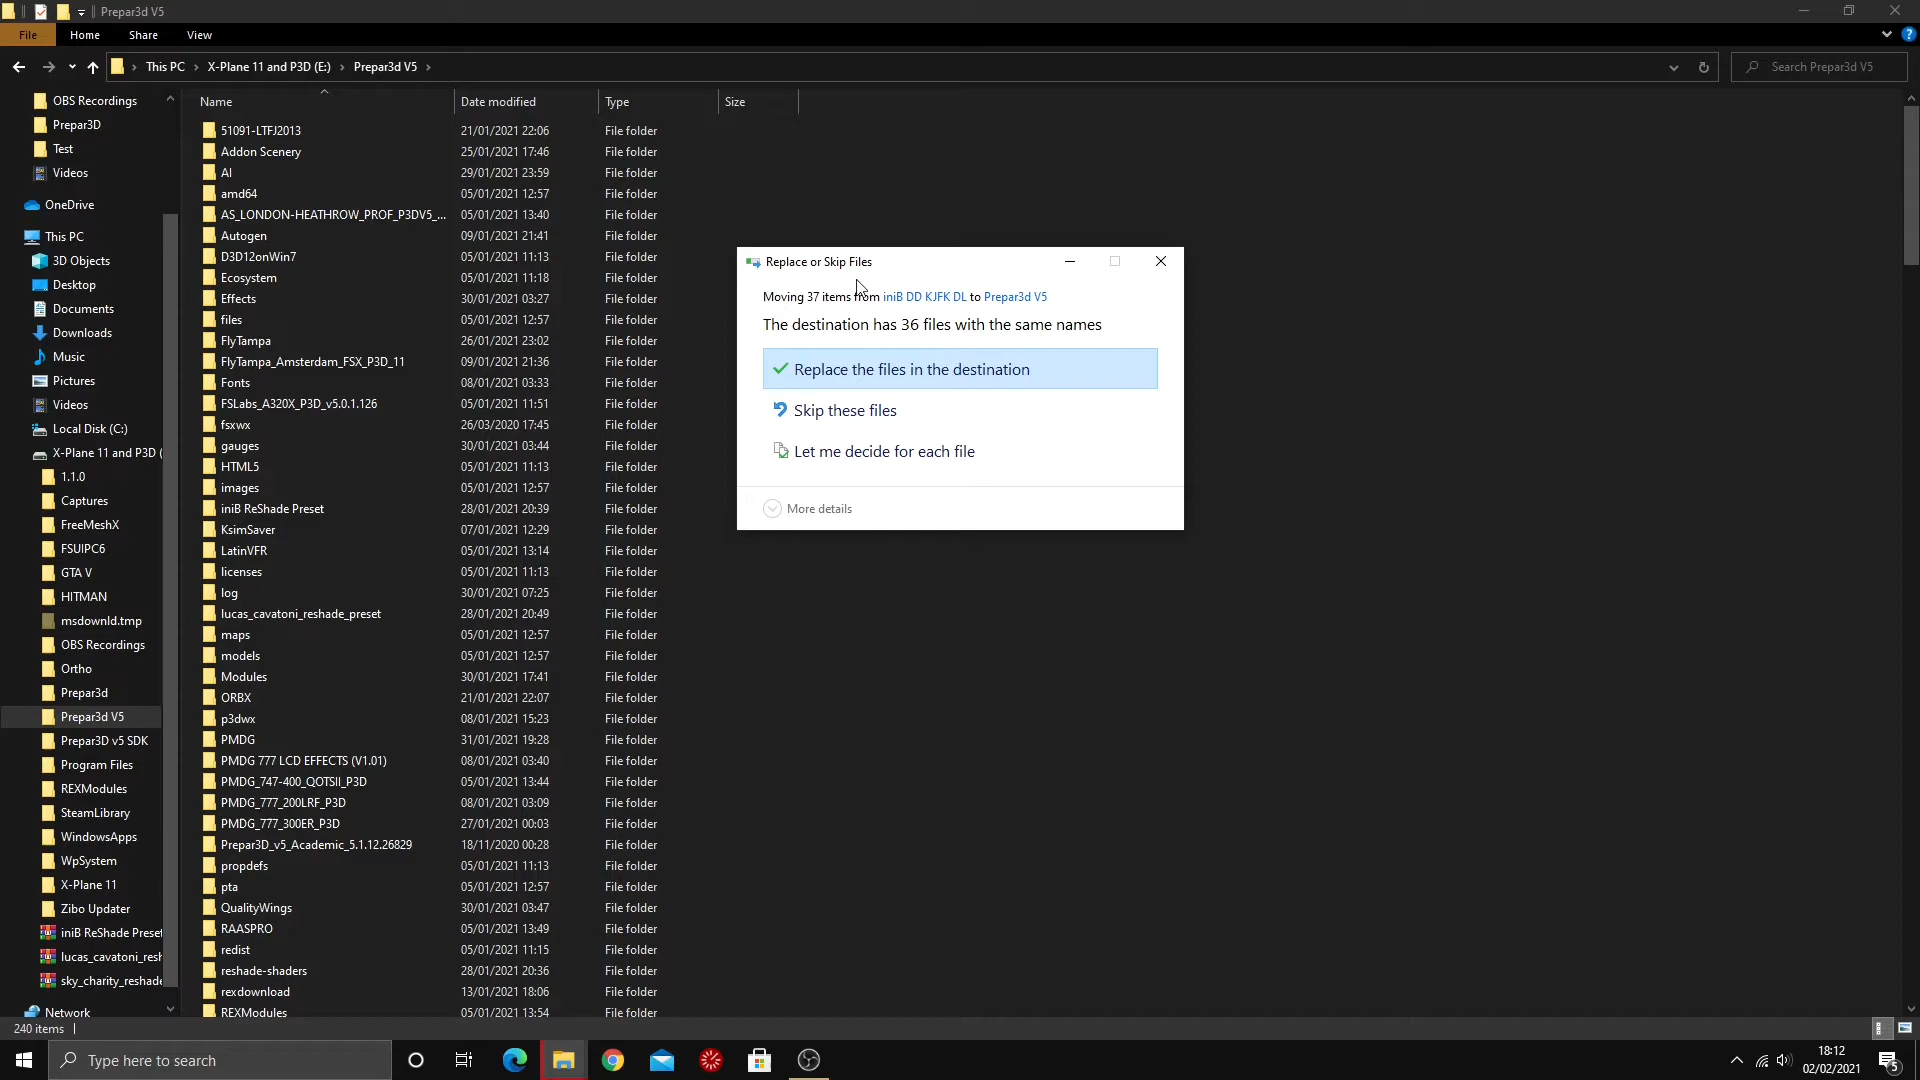 Prepar3d V5
File
Home
Share
View
This PC
X-Plane 11 and P3D (E:)
Prepar3d V5
Search Prepar3d V5
OBS Recordings
Prepar3D
Test
Videos
OneDrive
This PC
3D Objects
Desktop
Documents
Downloads
Music
Pictures
Videos
Local Disk (C:)
X-Plane 11 and P3D (
1.1.0
Captures
FreeMeshX
FSUIPC6
GTA V
HITMAN
msdownld.tmp
OBS Recordings
Ortho
Prepar3d
Prepar3d V5
Prepar3D v5 SDK
Program Files
REXModules
SteamLibrary
WindowsApps
WpSystem
X-Plane 11
Zibo Updater
iniB ReShade Preset
lucas_cavatoni_resh
sky_charity_reshade
Network
Name Date modified Type Size
51091-LTFJ2013 21/01/2021 22:06 File folder
Addon Scenery 25/01/2021 17:46 File folder
AI 29/01/2021 23:59 File folder
amd64 05/01/2021 12:57 File folder
AS_LONDON-HEATHROW_PROF_P3DV5_... 05/01/2021 13:40 File folder
Autogen 09/01/2021 21:41 File folder
D3D12onWin7 05/01/2021 11:13 File folder
Ecosystem 05/01/2021 11:18 File folder
Effects 30/01/2021 03:27 File folder
files 05/01/2021 12:57 File folder
FlyTampa 26/01/2021 23:02 File folder
FlyTampa_Amsterdam_FSX_P3D_11 09/01/2021 21:36 File folder
Fonts 08/01/2021 03:33 File folder
FSLabs_A320X_P3D_v5.0.1.126 05/01/2021 11:51 File folder
fsxwx 26/03/2020 17:45 File folder
gauges 30/01/2021 03:44 File folder
HTML5 05/01/2021 11:13 File folder
images 05/01/2021 12:57 File folder
iniB ReShade Preset 28/01/2021 20:39 File folder
KsimSaver 07/01/2021 12:29 File folder
LatinVFR 05/01/2021 13:14 File folder
licenses 05/01/2021 11:13 File folder
log 30/01/2021 07:25 File folder
lucas_cavatoni_reshade_preset 28/01/2021 20:49 File folder
maps 05/01/2021 12:57 File folder
models 05/01/2021 12:57 File folder
Modules 30/01/2021 17:41 File folder
ORBX 21/01/2021 22:07 File folder
p3dwx 08/01/2021 15:23 File folder
PMDG 31/01/2021 19:28 File folder
PMDG 777 LCD EFFECTS (V1.01) 08/01/2021 03:40 File folder
PMDG_747-400_QOTSII_P3D 05/01/2021 13:44 File folder
PMDG_777_200LRF_P3D 08/01/2021 03:09 File folder
PMDG_777_300ER_P3D 27/01/2021 00:03 File folder
Prepar3D_v5_Academic_5.1.12.26829 18/11/2020 00:28 File folder
propdefs 05/01/2021 11:13 File folder
pta 05/01/2021 12:57 File folder
QualityWings 30/01/2021 03:47 File folder
RAASPRO 05/01/2021 13:49 File folder
redist 05/01/2021 11:15 File folder
reshade-shaders 28/01/2021 20:36 File folder
rexdownload 13/01/2021 18:06 File folder
REXModules 05/01/2021 13:54 File folder
Replace or Skip Files
Moving 37 items from iniB DD KJFK DL to Prepar3d V5
The destination has 36 files with the same names
Replace the files in the destination
Skip these files
Let me decide for each file
More details
240 items
Type here to search
18:12
02/02/2021
5